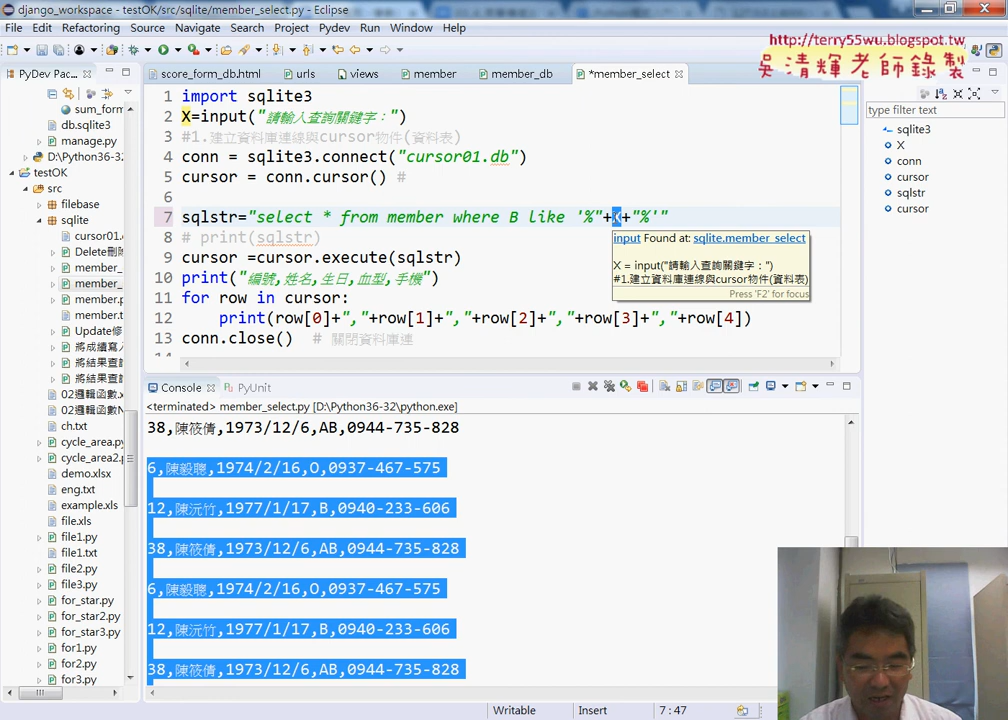 django_workspace - testOK/src/sqlite/member_select.py - Eclipse
File Edit Refactoring Source Navigate Search Project Pydev Run Window Help
http://terry55wu.blogspot.tw
吳清輝老師錄製
PyDev Pac...
score_form_db.html
urls
views
member
member_db
*member_select
sum_form
db.sqlite3
manage.py
D:\Python36-32
testOK
src
filebase
sqlite
cursor01.
Delete刪除
member_
member_
member.p
member.t
Update修
將成績寫入
將結果查詢
將結果查詢
02邏輯函數.x
02邏輯函數N
ch.txt
cycle_area.py
cycle_area2.p
demo.xlsx
eng.txt
example.xls
file.xls
file1.py
file1.txt
file2.py
file3.py
for_star.py
for_star2.py
for_star3.py
for1.py
for2.py
for3.py
1 import sqlite3
2 X=input("請輸入查詢關鍵字：")
3 #1.建立資料庫連線與cursor物件(資料表)
4 conn = sqlite3.connect("cursor01.db")
5 cursor = conn.cursor() #
6
7 sqlstr="select * from member where B like '%"+X+"%'"
8 # print(sqlstr)
9 cursor =cursor.execute(sqlstr)
10 print("編號,姓名,生日,血型,手機")
11 for row in cursor:
12 print(row[0]+","+row[1]+","+row[2]+","+row[3]+","+row[4])
13 conn.close() # 關閉資料庫連
input Found at: sqlite.member_select
X = input("請輸入查詢關鍵字：")
#1.建立資料庫連線與cursor物件(資料表)
Press 'F2' for focus
type filter text
sqlite3
X
conn
cursor
sqlstr
cursor
Console PyUnit
<terminated> member_select.py [D:\Python36-32\python.exe]
38,陳筱倩,1973/12/6,AB,0944-735-828
6,陳毅聰,1974/2/16,O,0937-467-575
12,陳沅竹,1977/1/17,B,0940-233-606
38,陳筱倩,1973/12/6,AB,0944-735-828
6,陳毅聰,1974/2/16,O,0937-467-575
12,陳沅竹,1977/1/17,B,0940-233-606
38,陳筱倩,1973/12/6,AB,0944-735-828
Writable Insert 7 : 47